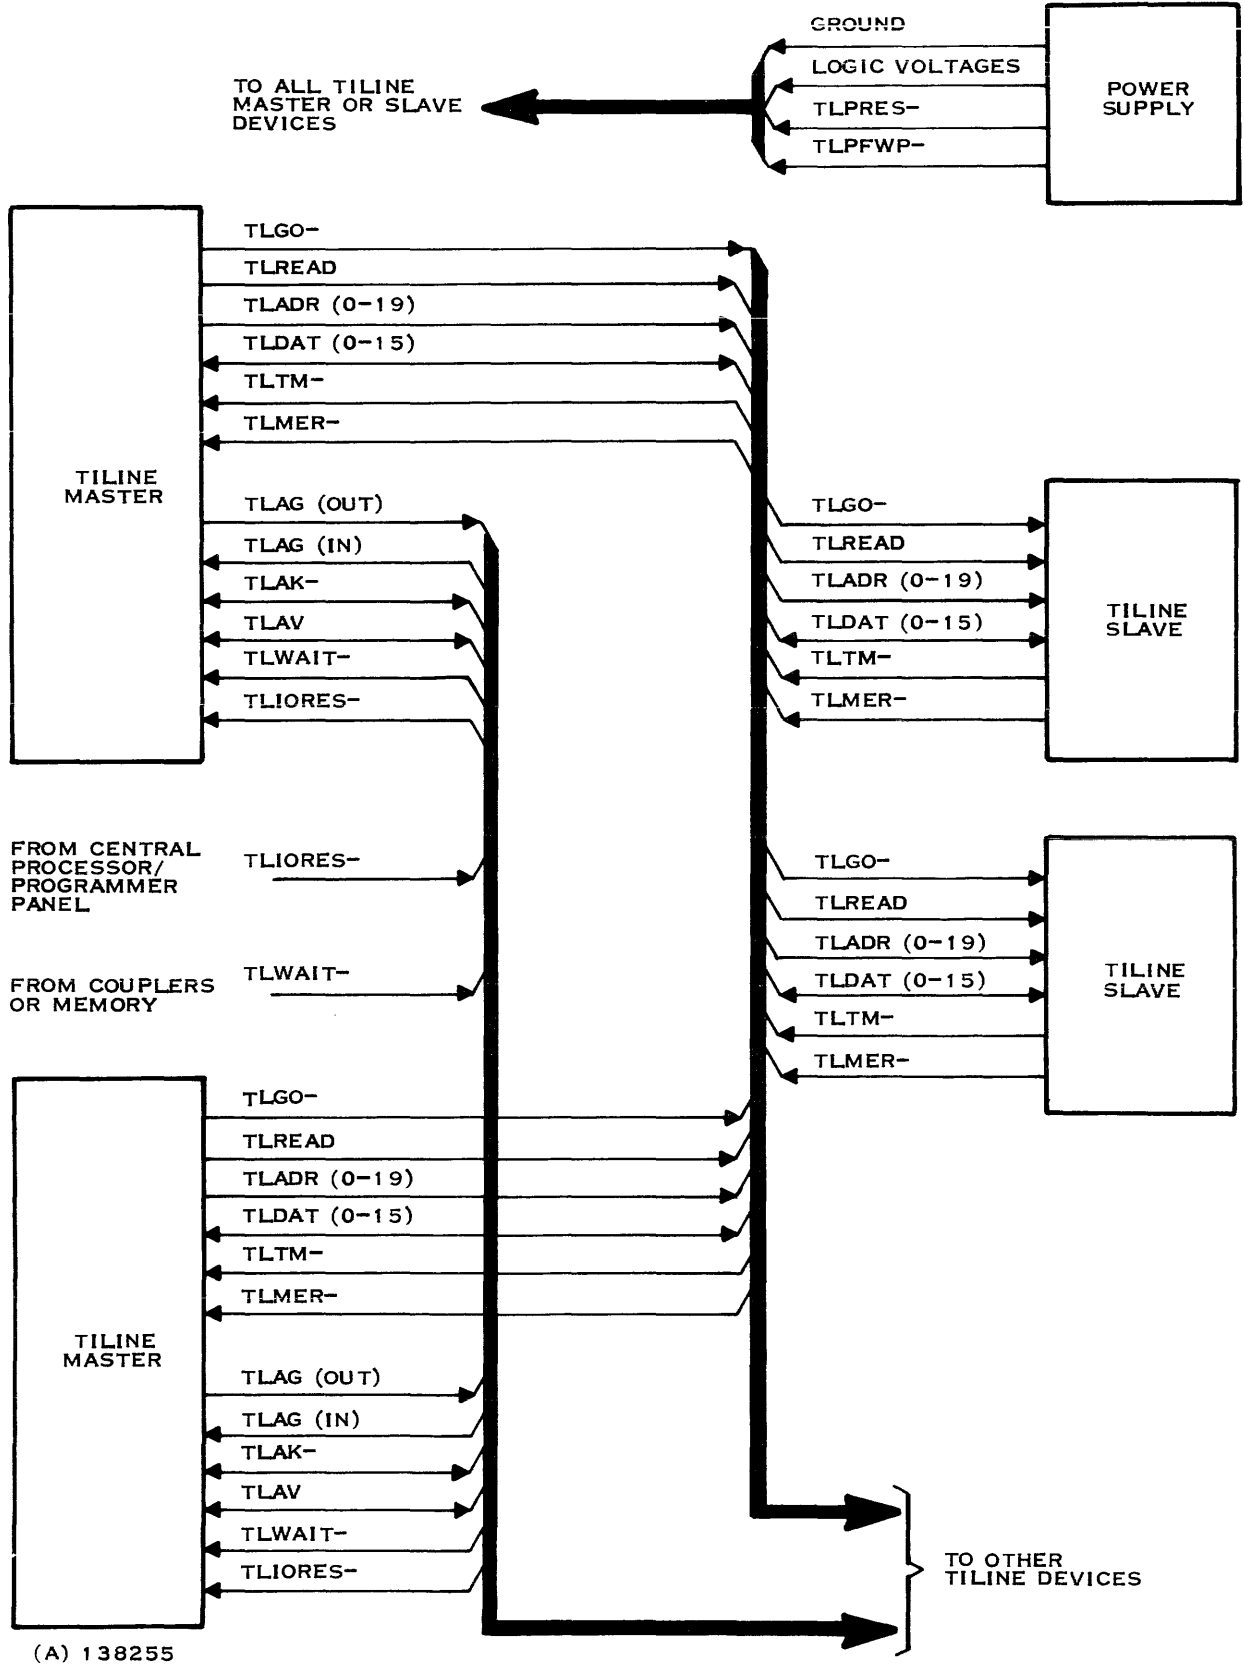 GROUND
LOGIC VOLTAGES
TLPRES-
TLPFWP-
POWER
SUPPLY
TO ALL TILINE
MASTER OR SLAVE
DEVICES
TLGO-
TLREAD
TLADR (0-19)
TLDAT (0-15)
TLTM-
TLMER-
TILINE
MASTER
TLAG (OUT)
TLAG (IN)
TLAK-
TLAV
TLWAIT-
TLIORES-
TLGO-
TLREAD
TLADR (0-19)
TLDAT (0-15)
TLTM-
TLMER-
TILINE
SLAVE
FROM CENTRAL
PROCESSOR/
PROGRAMMER
PANEL
TLIORES-
FROM COUPLERS
OR MEMORY
TLWAIT-
TLGO-
TLREAD
TLADR (0-19)
TLDAT (0-15)
TLTM-
TLMER-
TILINE
SLAVE
TLGO-
TLREAD
TLADR (0-19)
TLDAT (0-15)
TLTM-
TLMER-
TILINE
MASTER
TLAG (OUT)
TLAG (IN)
TLAK-
TLAV
TLWAIT-
TLIORES-
TO OTHER
TILINE DEVICES
(A) 138255